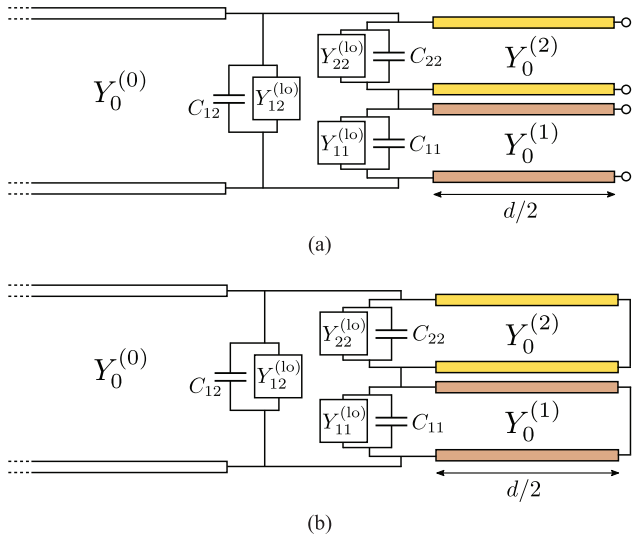 Y_0^{(0)}
C_{12}
Y_{12}^{(lo)}
Y_{22}^{(lo)}
C_{22}
Y_{11}^{(lo)}
C_{11}
Y_0^{(2)}
Y_0^{(1)}
d/2
(a)
Y_0^{(0)}
C_{12}
Y_{12}^{(lo)}
Y_{22}^{(lo)}
C_{22}
Y_{11}^{(lo)}
C_{11}
Y_0^{(2)}
Y_0^{(1)}
d/2
(b)